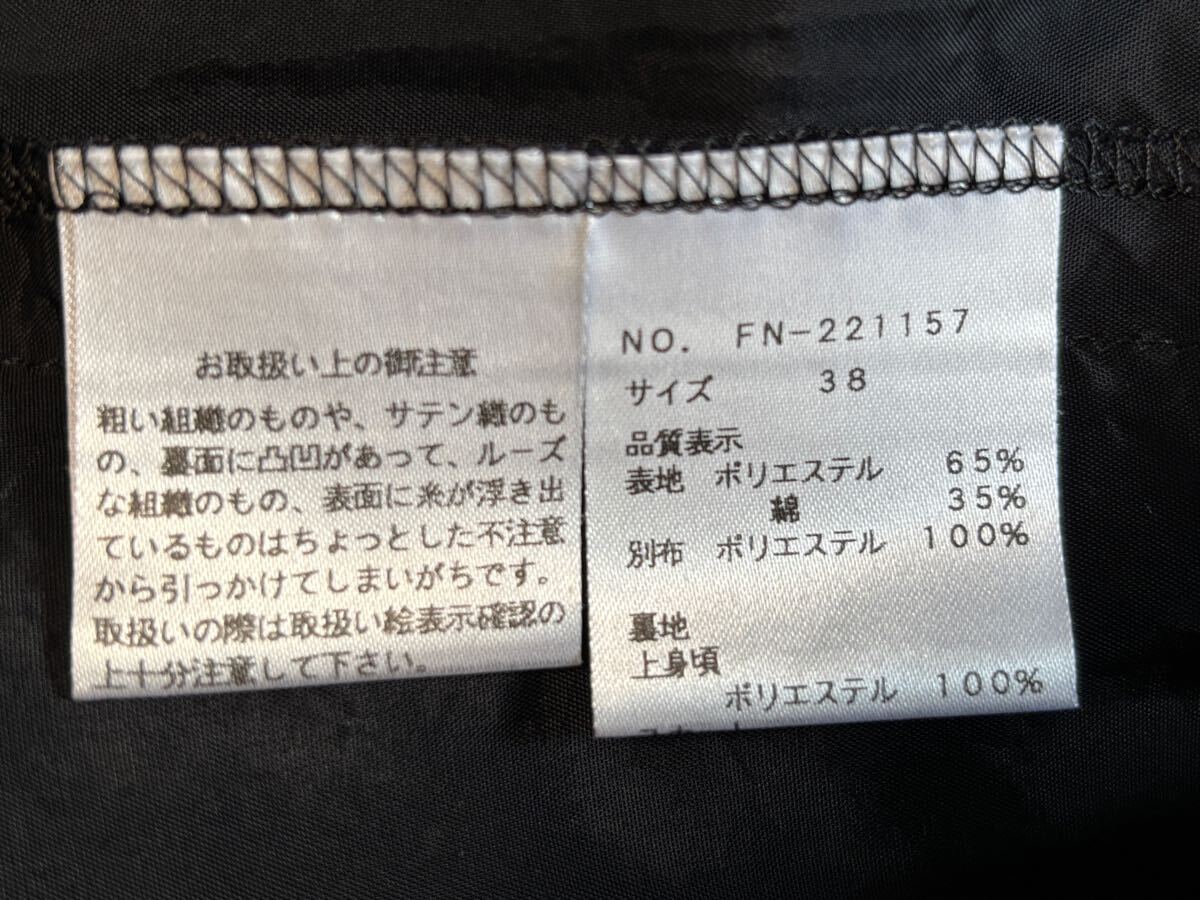 お取扱い上の御注意
粗い組織のものや、サテン織のも
の、裏面に凸凹があって、ルーズ
な組織のもの、表面に糸が浮き出
ているものはちょっとした不注意
から引っかけてしまいがちです。
取扱いの際は取扱い絵表示確認の
上十分注意して下さい。
NO. FN-221157
サイズ 38
品質表示
表地 ポリエステル 65%
綿 35%
別布 ポリエステル 100%
裏地
上身頃
ポリエステル 100%